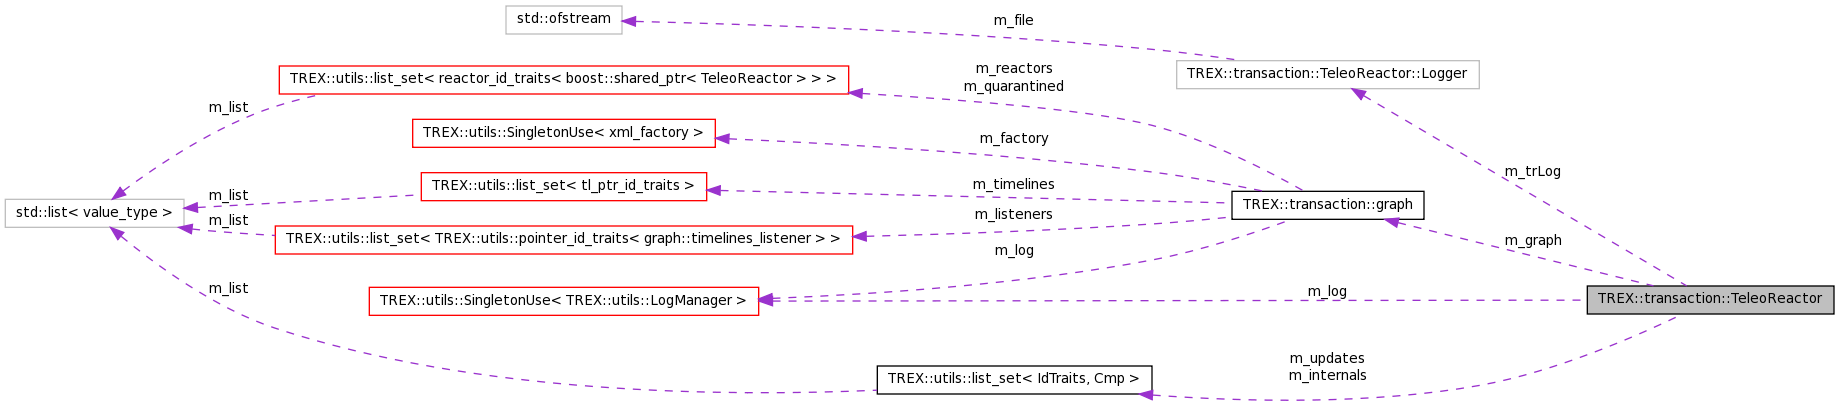 std::ofstream
m_file
TREX::transaction::TeleoReactor::Logger
TREX::utils::list_set< reactor_id_traits< boost::shared_ptr< TeleoReactor > > >
m_reactors
m_quarantined
m_list
TREX::utils::SingletonUse< xml_factory >
m_factory
m_trLog
TREX::utils::list_set< tl_ptr_id_traits >
m_timelines
m_list
std::list< value_type >
TREX::transaction::graph
m_list
m_listeners
TREX::utils::list_set< TREX::utils::pointer_id_traits< graph::timelines_listener > >
m_graph
m_log
m_list
TREX::utils::SingletonUse< TREX::utils::LogManager >
m_log
TREX::transaction::TeleoReactor
m_updates
m_internals
TREX::utils::list_set< IdTraits, Cmp >